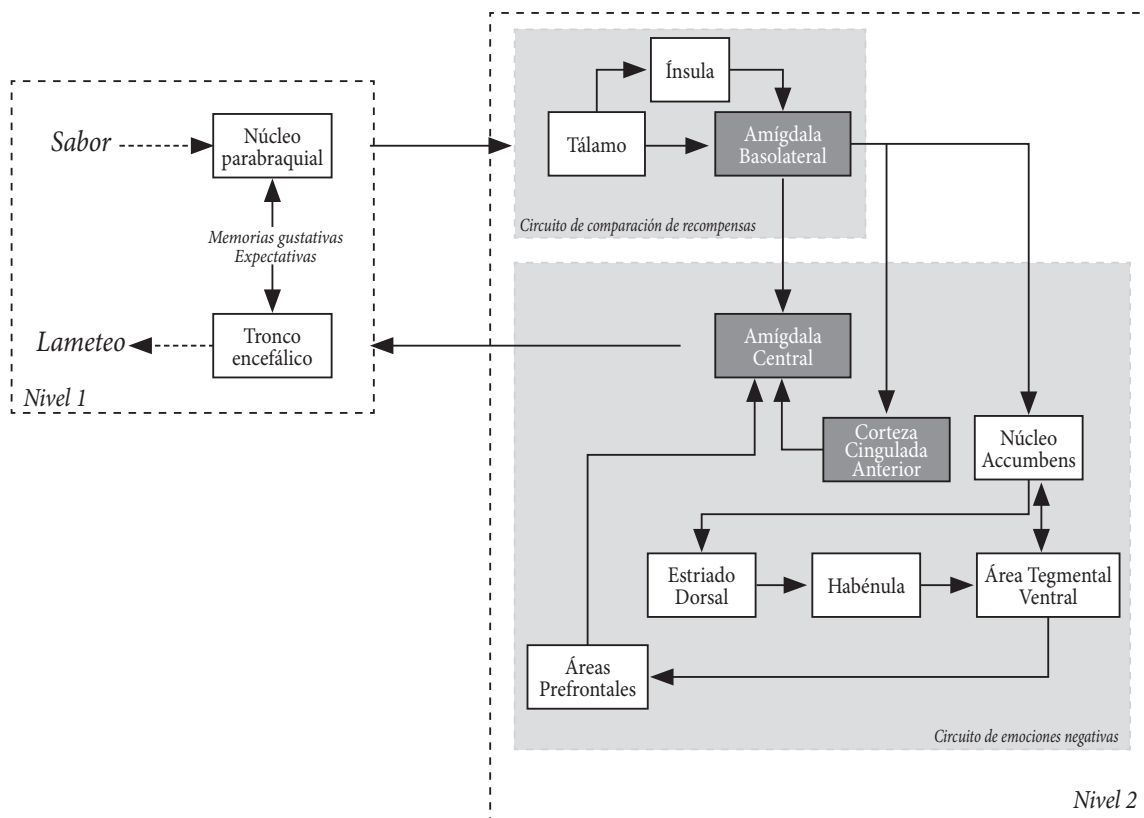 Sabor
Núcleo
parabraquial
Memorias gustativas
Expectativas
Lameteo
Tronco
encefálico
Nivel 1
Ínsula
Tálamo
Amígdala
Basolateral
Circuito de comparación de recompensas
Amígdala
Central
Corteza
Cingulada
Anterior
Núcleo
Accumbens
Estriado
Dorsal
Habénula
Área Tegmental
Ventral
Áreas
Prefrontales
Circuito de emociones negativas
Nivel 2